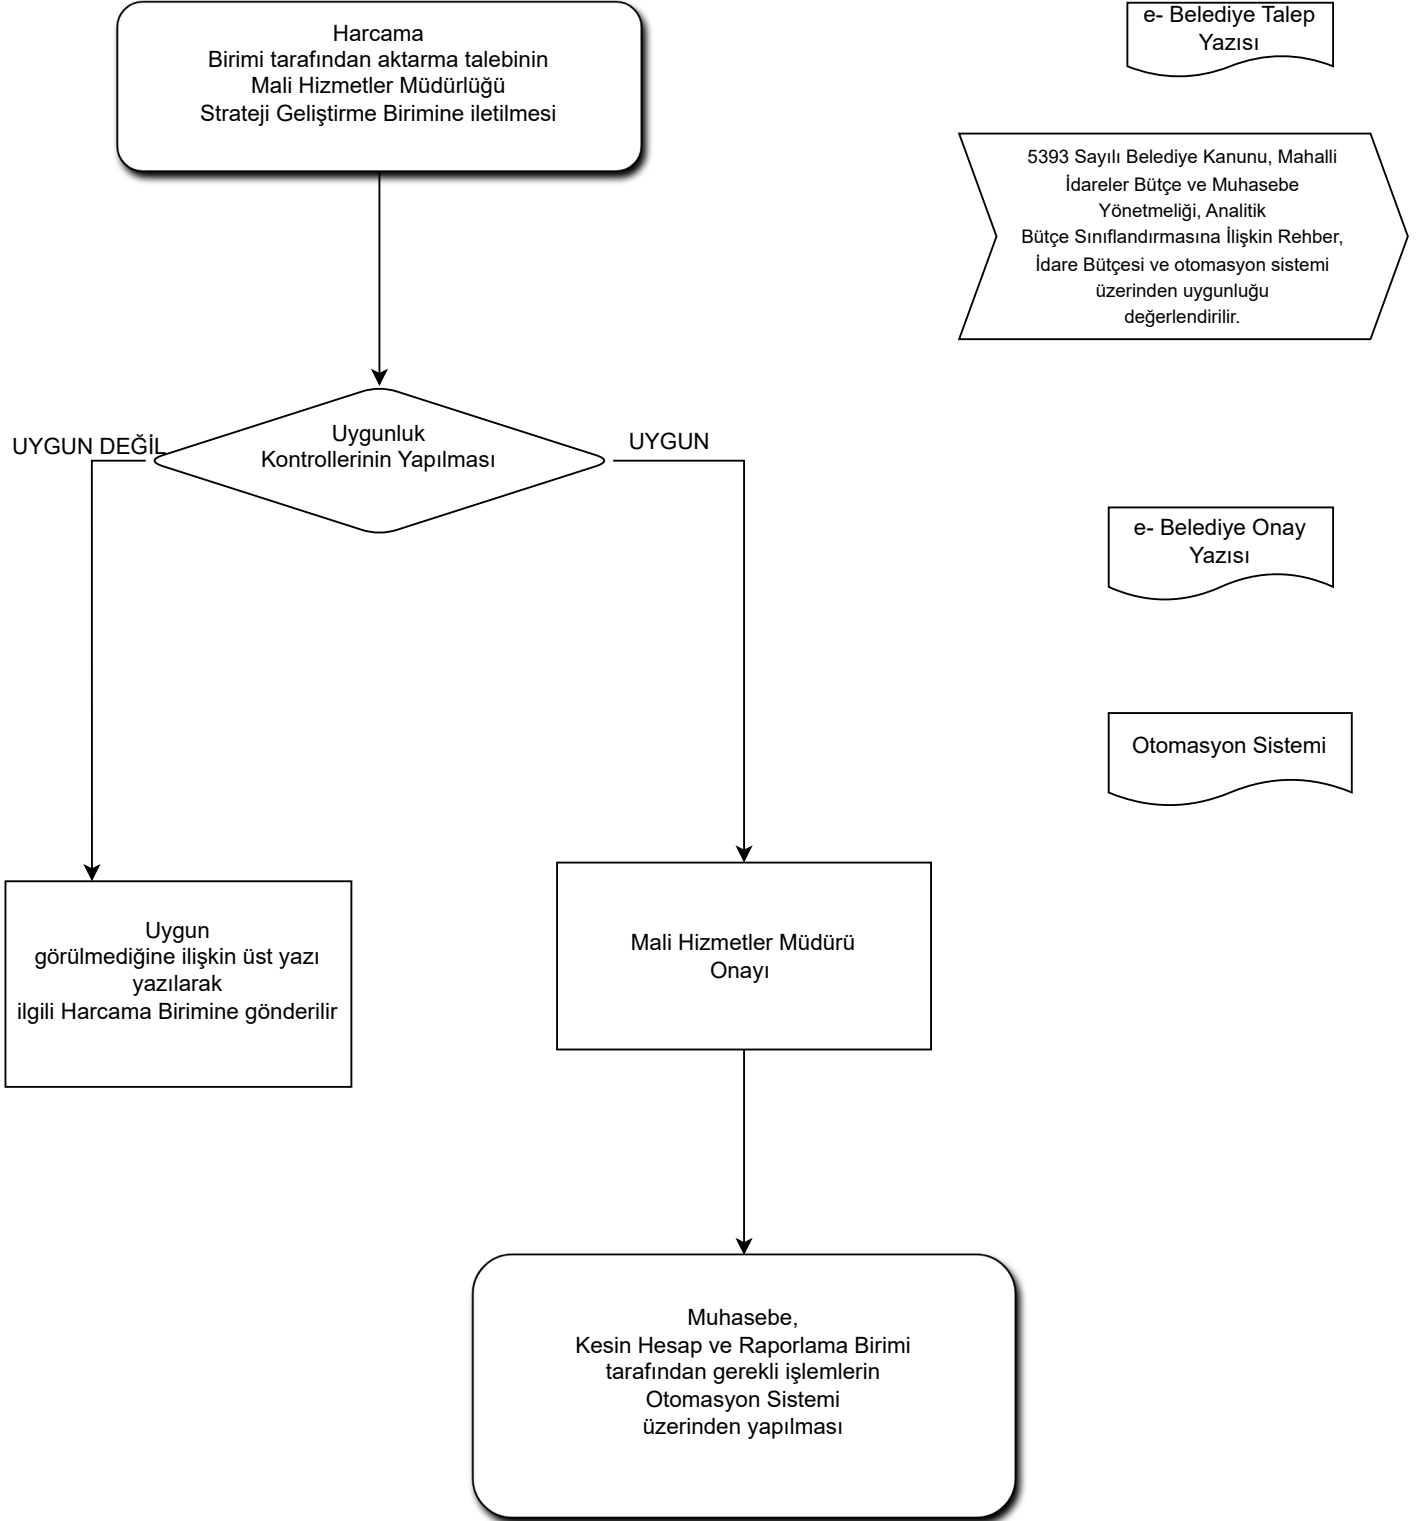 Harcama
Birimi tarafından aktarma talebinin
Mali Hizmetler Müdürlüğü
Strateji Geliştirme Birimine iletilmesi
e- Belediye Talep
Yazısı
5393 Sayılı Belediye Kanunu, Mahalli
İdareler Bütçe ve Muhasebe
Yönetmeliği, Analitik
Bütçe Sınıflandırmasına İlişkin Rehber,
İdare Bütçesi ve otomasyon sistemi
üzerinden uygunluğu
değerlendirilir.
Uygunluk
Kontrollerinin Yapılması
UYGUN DEĞİL
UYGUN
e- Belediye Onay
Yazısı
Otomasyon Sistemi
Uygun
görülmediğine ilişkin üst yazı
yazılarak
ilgili Harcama Birimine gönderilir
Mali Hizmetler Müdürü
Onayı
Muhasebe,
Kesin Hesap ve Raporlama Birimi
tarafından gerekli işlemlerin
Otomasyon Sistemi
üzerinden yapılması